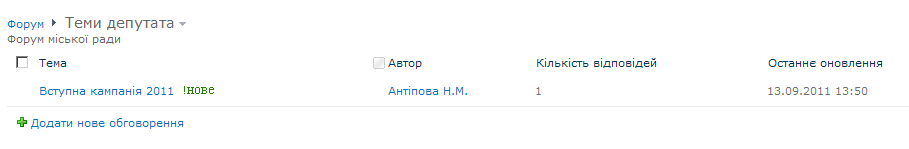 Форум Теми депутата
Форум міської ради
Тема Автор Кількість відповідей Останнє оновлення
Вступна кампанія 2011 !нове Антіпова Н.М. 1 13.09.2011 13:50
Додати нове обговорення